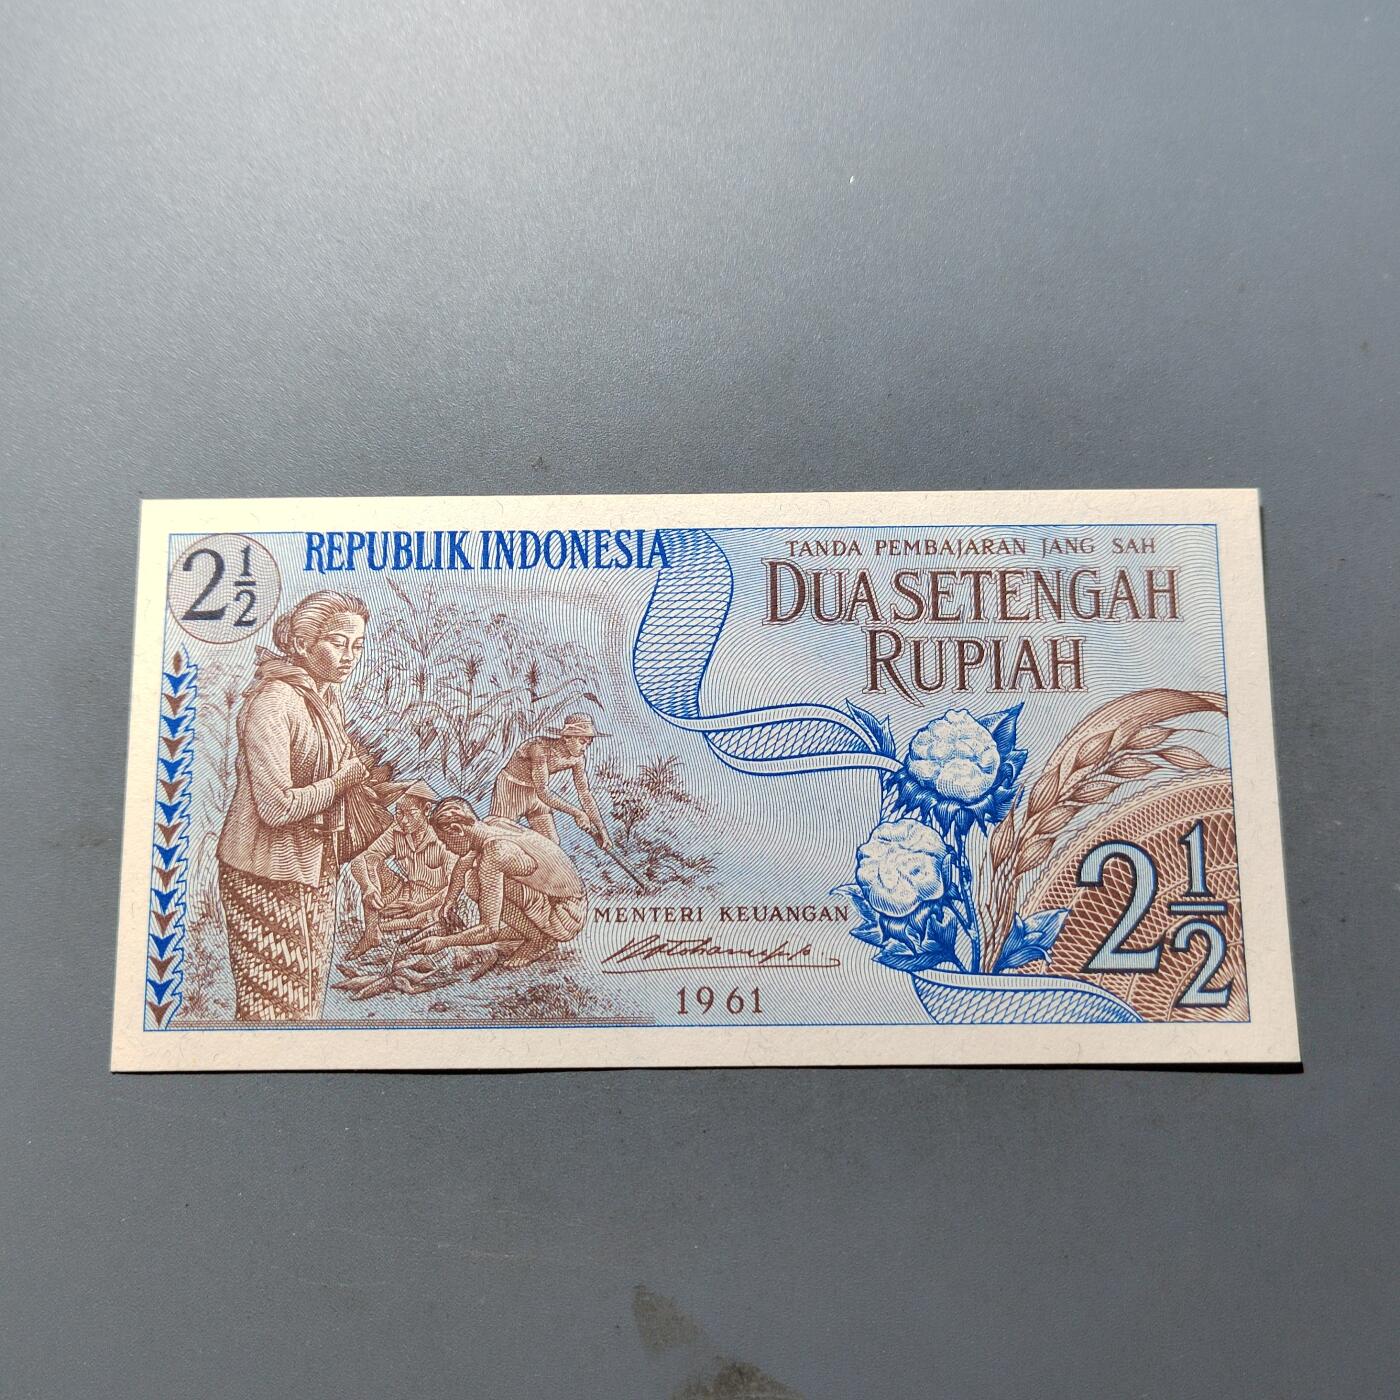 2½
REPUBLIK INDONESIA
TANDA PEMBAJARAN JANG SAH
DUA SETENGAH
RUPIAH
MENTERI KEUANGAN
1961
2½